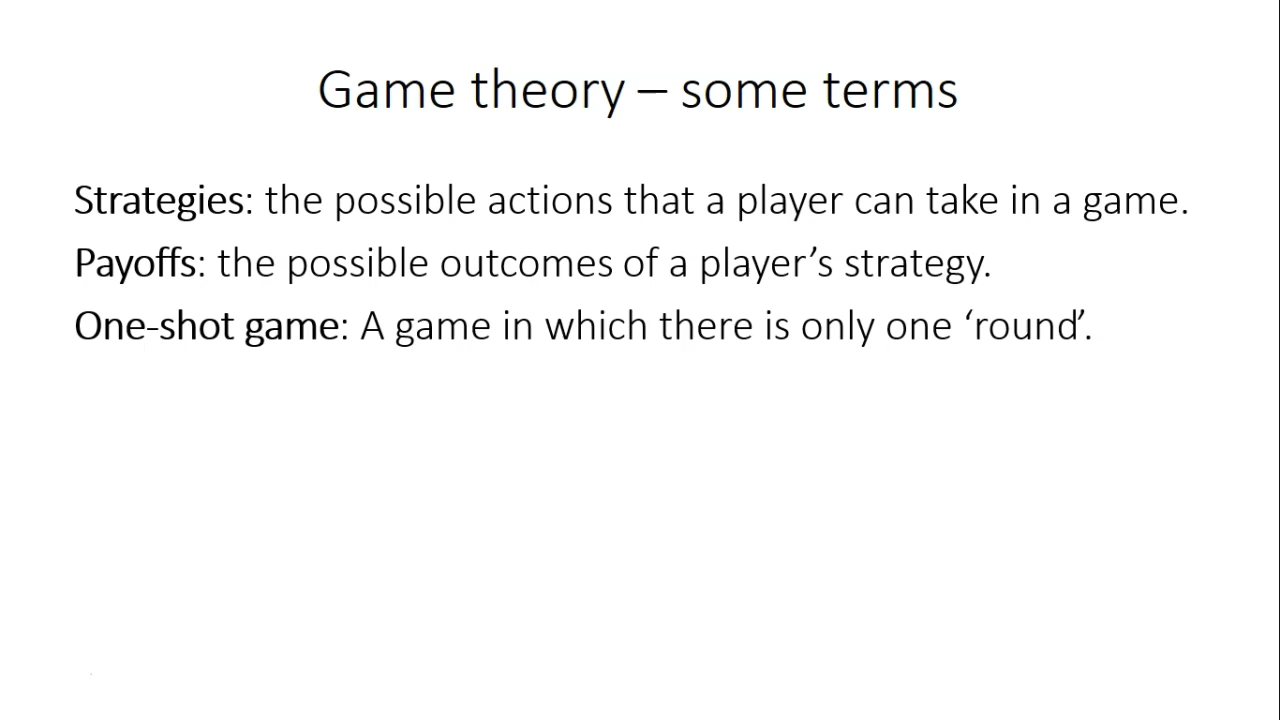 Game theory – some terms
Strategies: the possible actions that a player can take in a game.
Payoffs: the possible outcomes of a player’s strategy.
One-shot game: A game in which there is only one ‘round’.